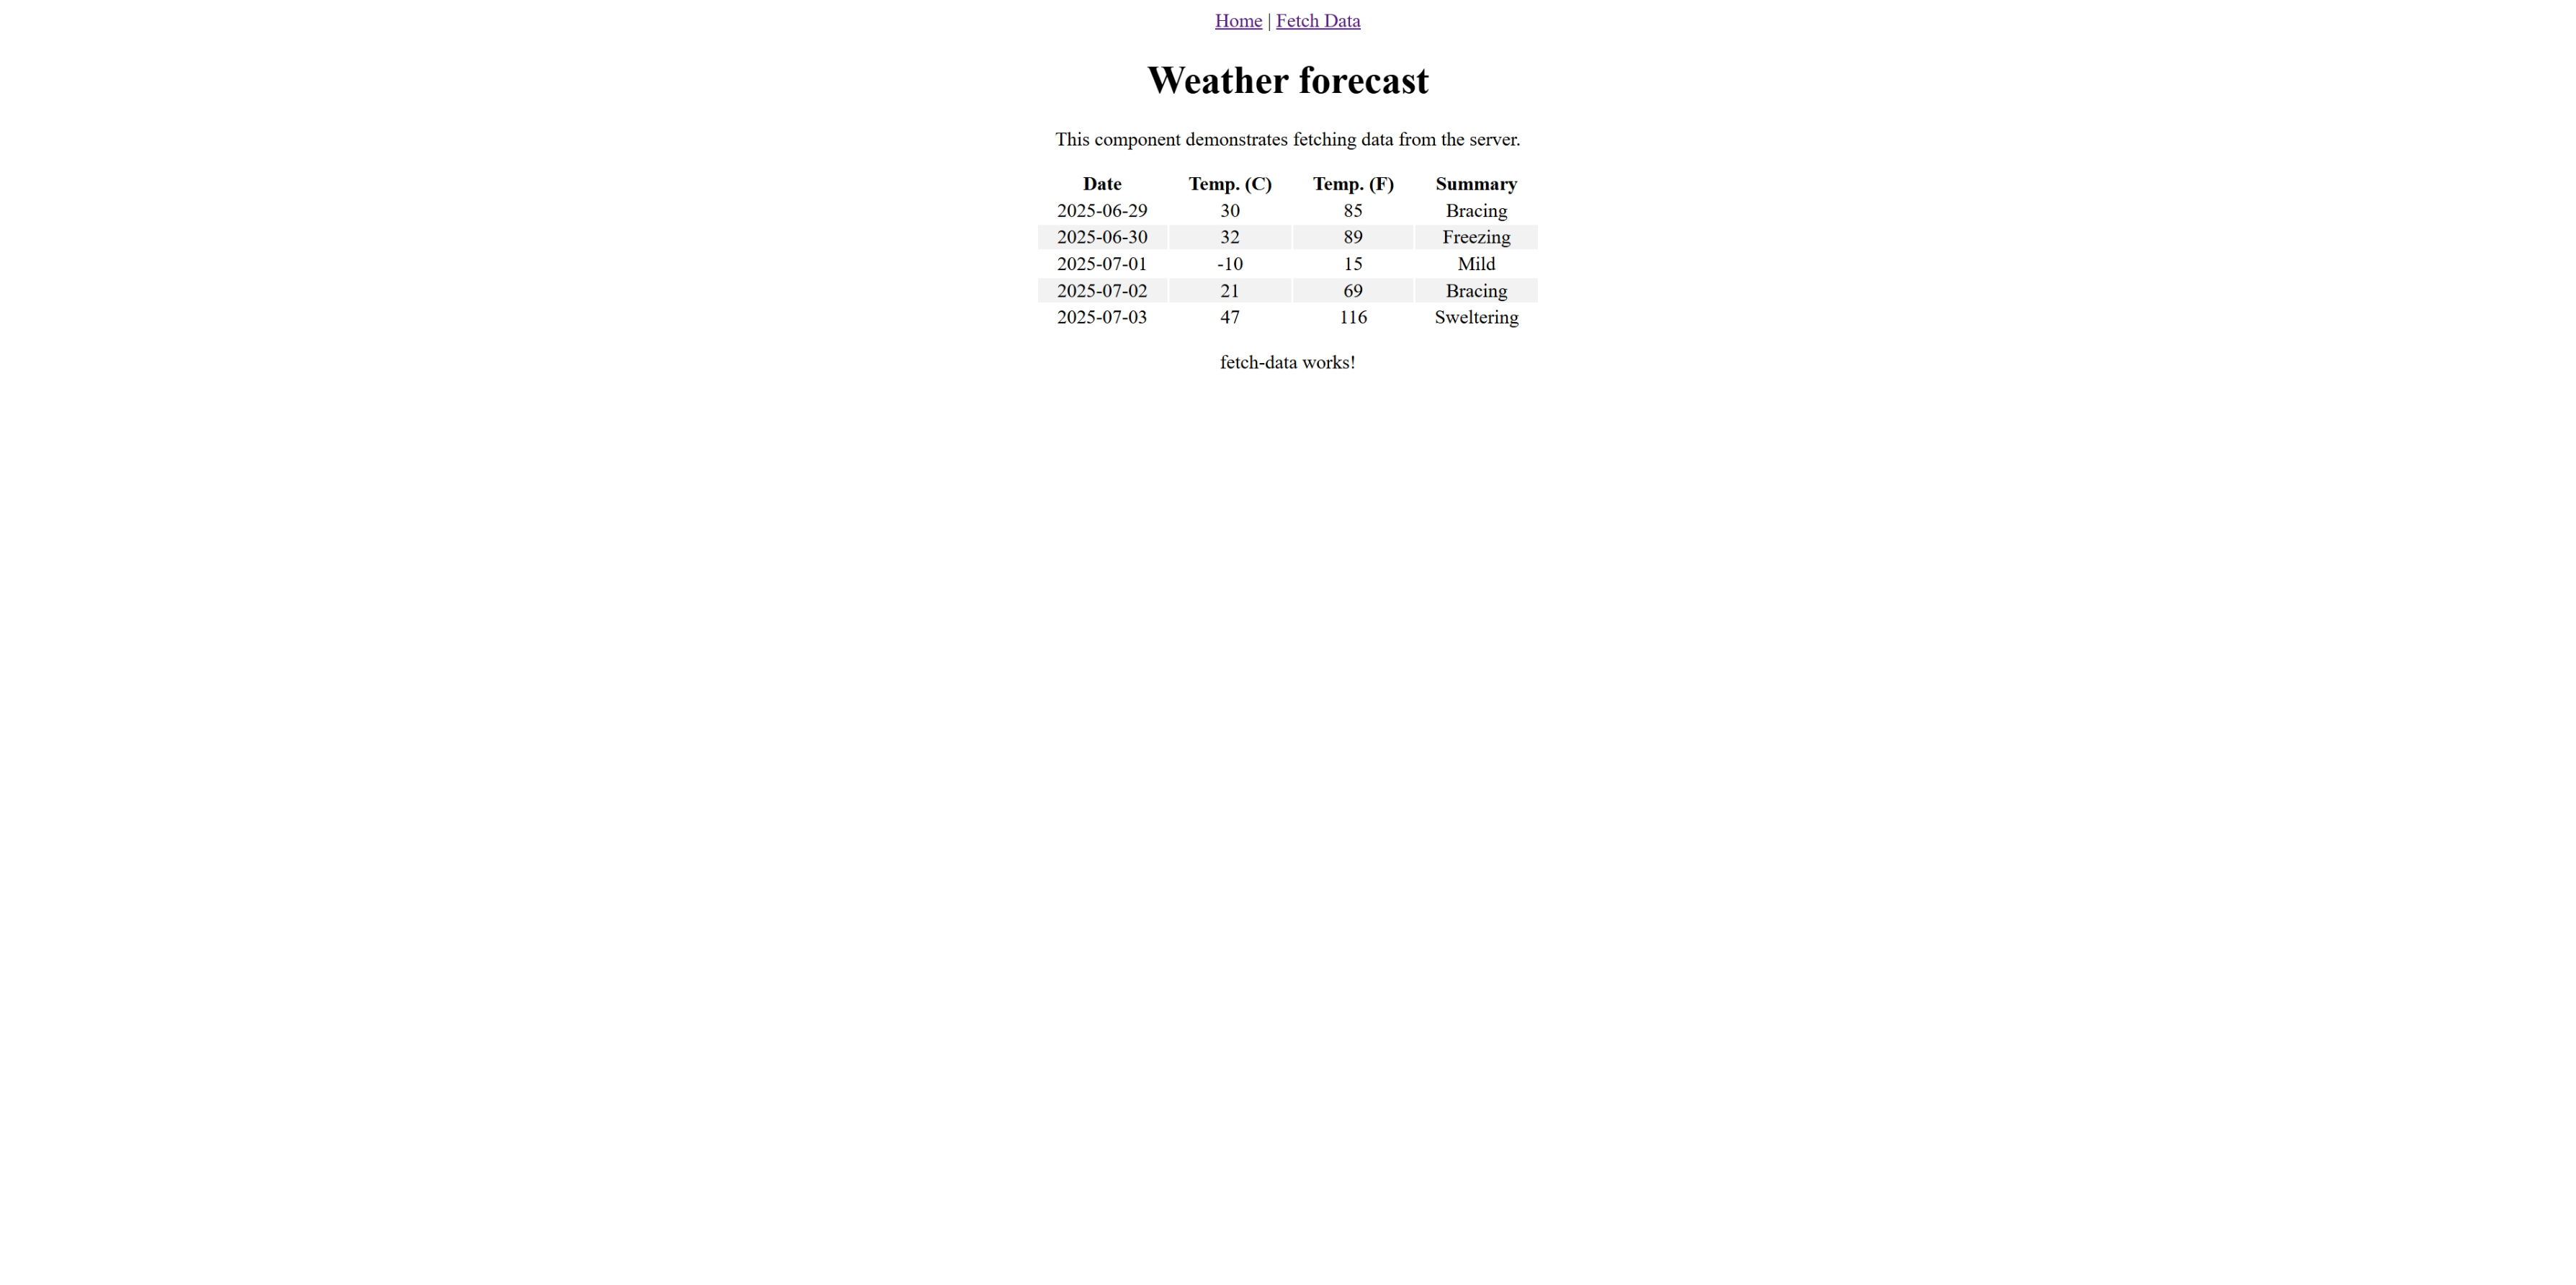 Home | Fetch Data
Weather forecast
This component demonstrates fetching data from the server.
Date Temp. (C) Temp. (F) Summary
2025-06-29 30 85 Bracing
2025-06-30 32 89 Freezing
2025-07-01 -10 15 Mild
2025-07-02 21 69 Bracing
2025-07-03 47 116 Sweltering
fetch-data works!